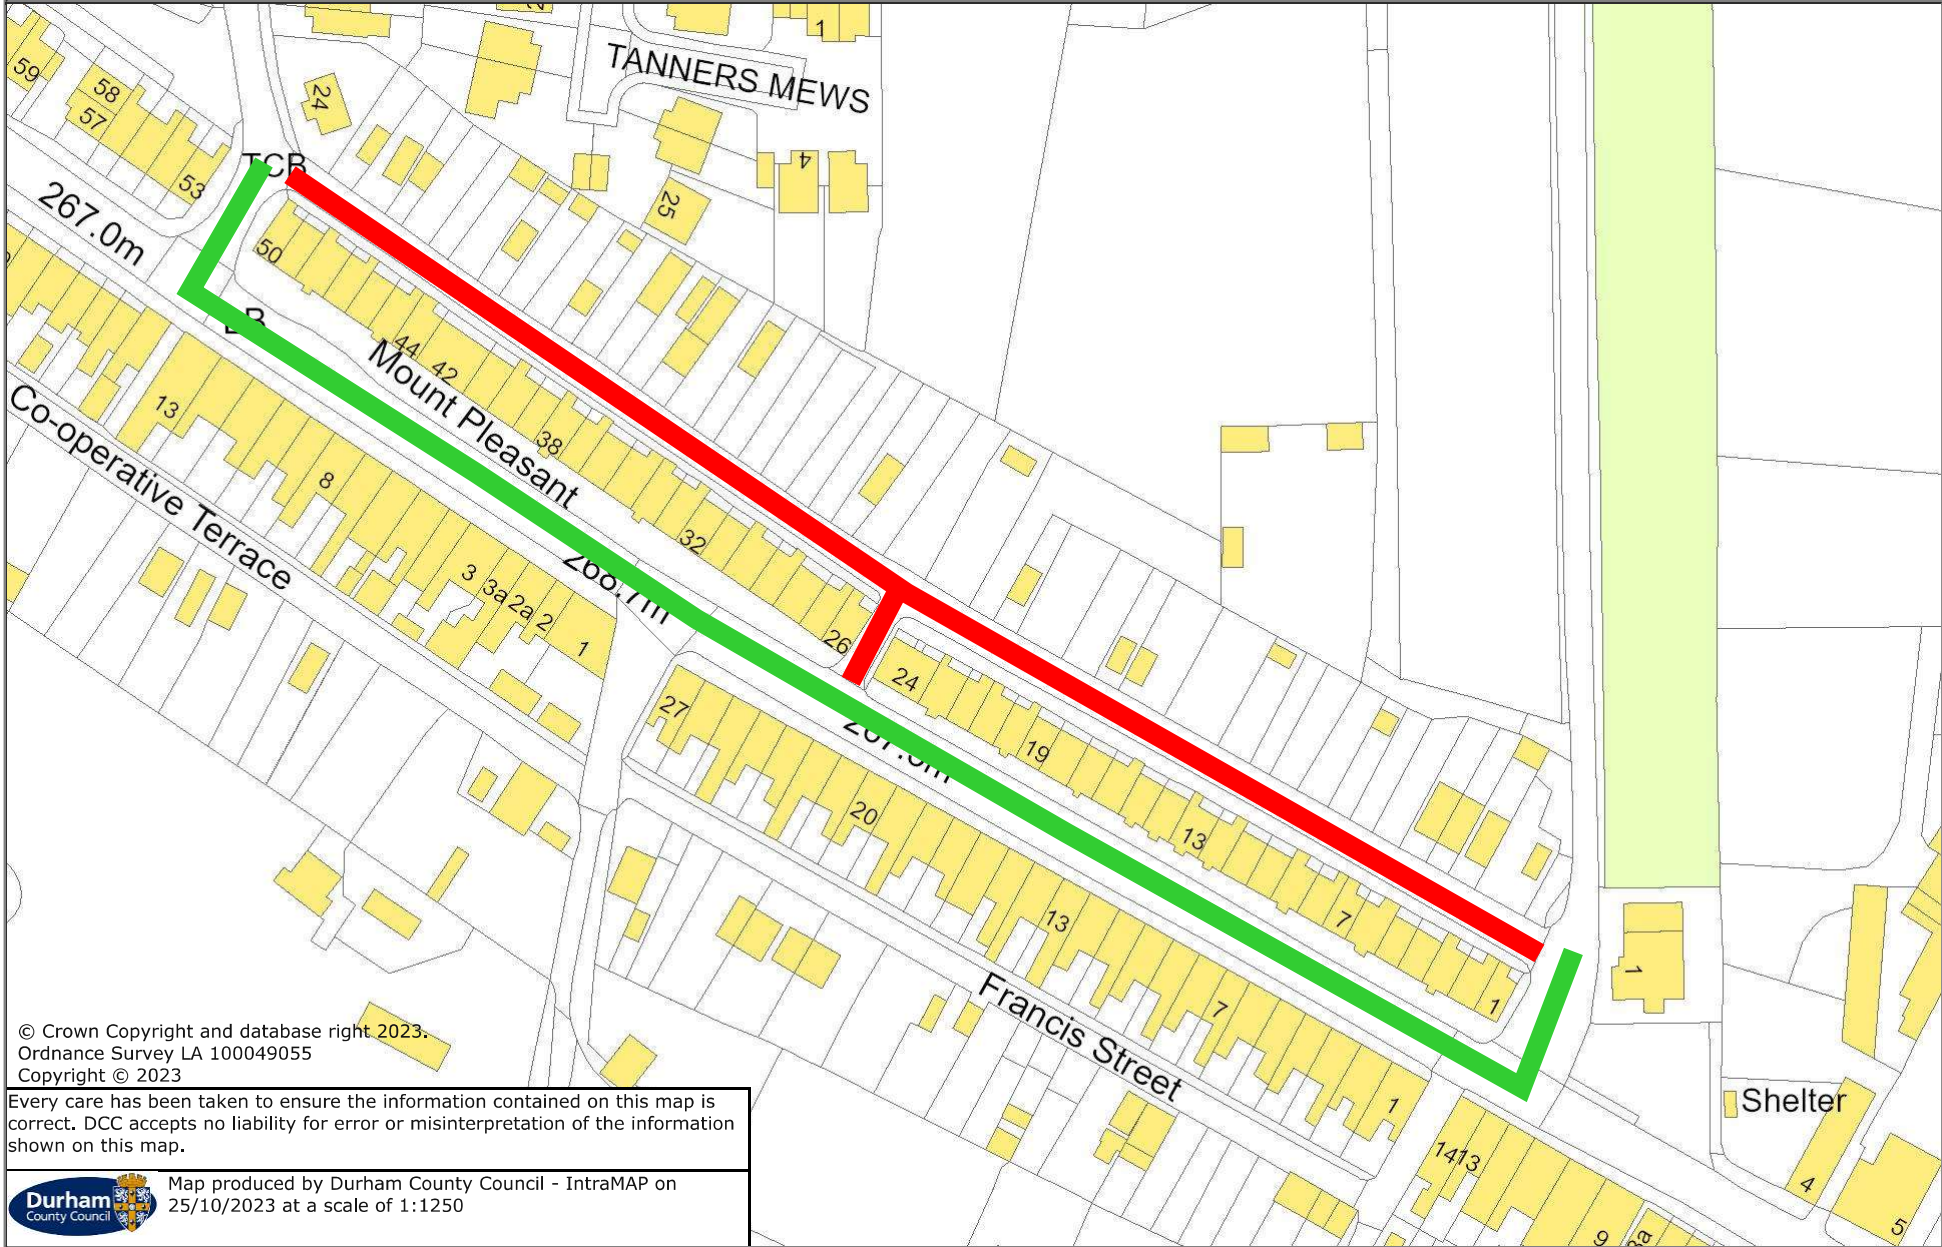 1
TANNERS MEWS
59
58
57
53
24
TCB
4
25
267.0m
50
44
42
Mount Pleasant
38
32
26
13
8
3
3a
2a
2
1
Co-operative Terrace
24
19
13
7
1
27
20
13
7
1
Francis Street
1
Shelter
1413
9
4
5
© Crown Copyright and database right 2023.
Ordnance Survey LA 100049055
Copyright © 2023
Every care has been taken to ensure the information contained on this map is
correct. DCC accepts no liability for error or misinterpretation of the information
shown on this map.
Durham
County Council
Map produced by Durham County Council - IntraMAP on
25/10/2023 at a scale of 1:1250